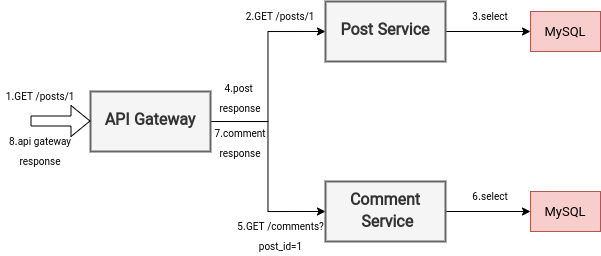 2.GET /posts/1
Post Service
3.select
MySQL
1.GET /posts/1
API Gateway
4.post
response
7.comment
response
8.api gateway
response
5.GET /comments?
post_id=1
Comment
Service
6.select
MySQL